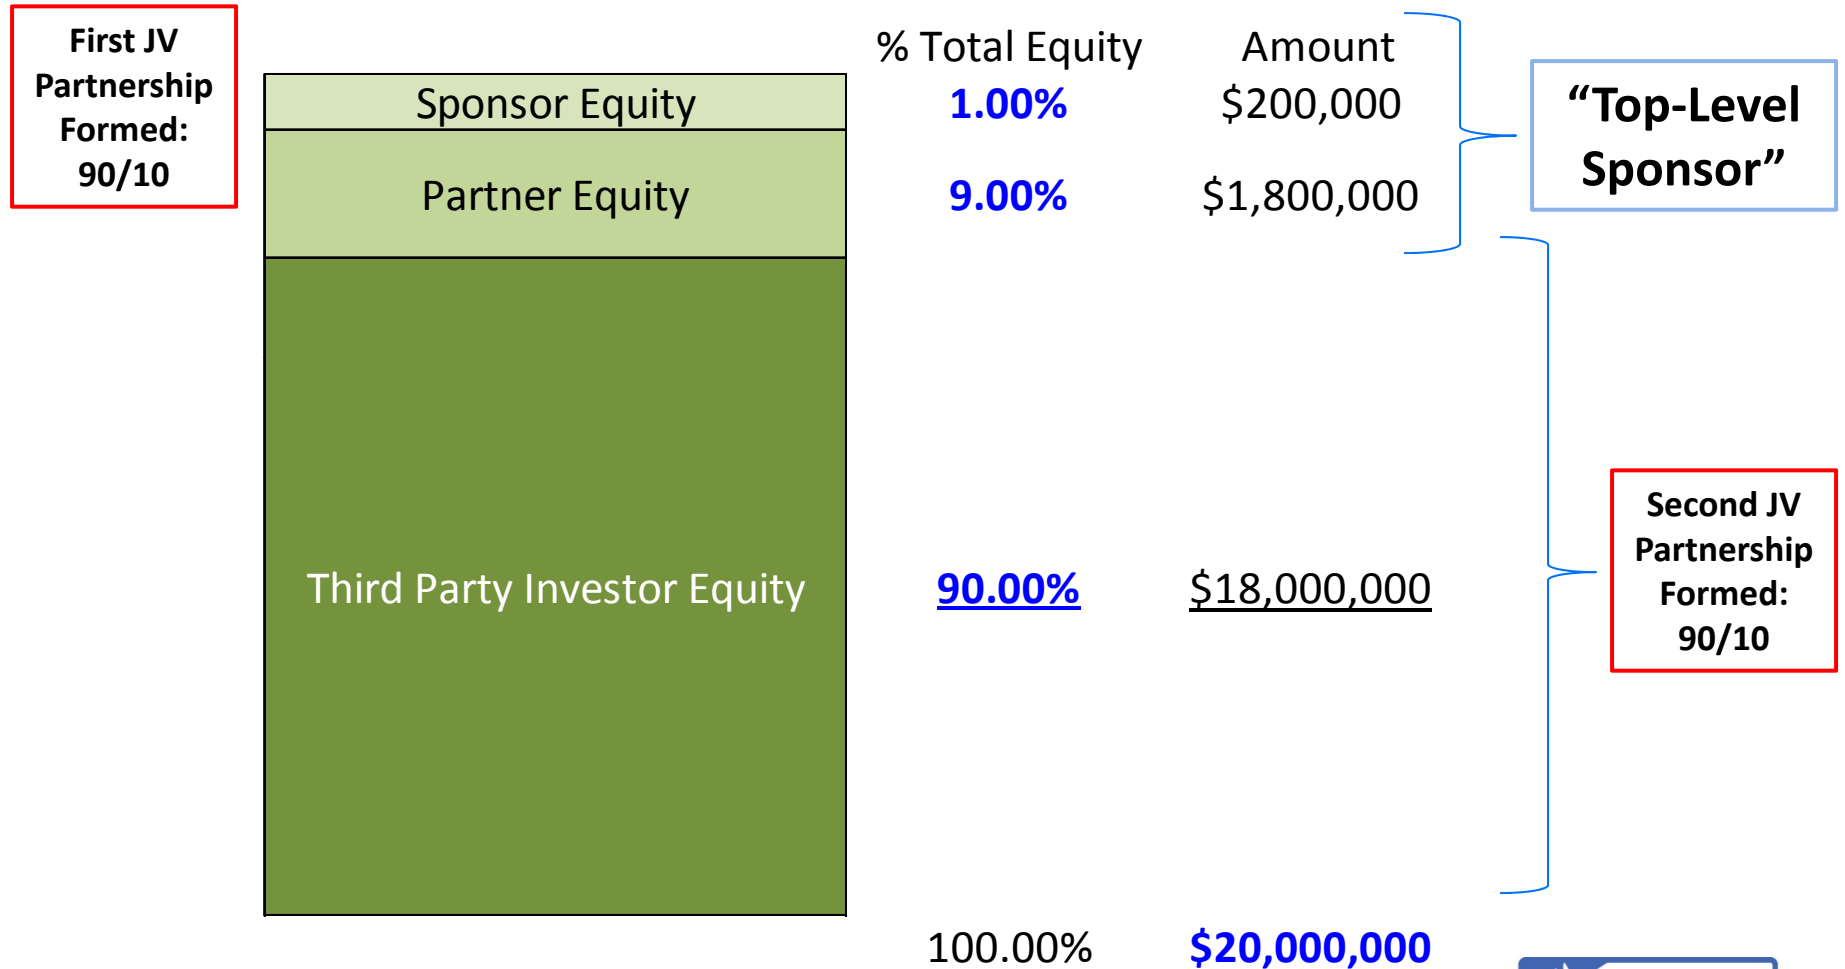 First JV
Partnership
Formed:
90/10
% Total Equity Amount
Sponsor Equity 1.00% $200,000
Partner Equity 9.00% $1,800,000
“Top-Level
Sponsor”
Third Party Investor Equity 90.00% $18,000,000
Second JV
Partnership
Formed:
90/10
100.00% $20,000,000